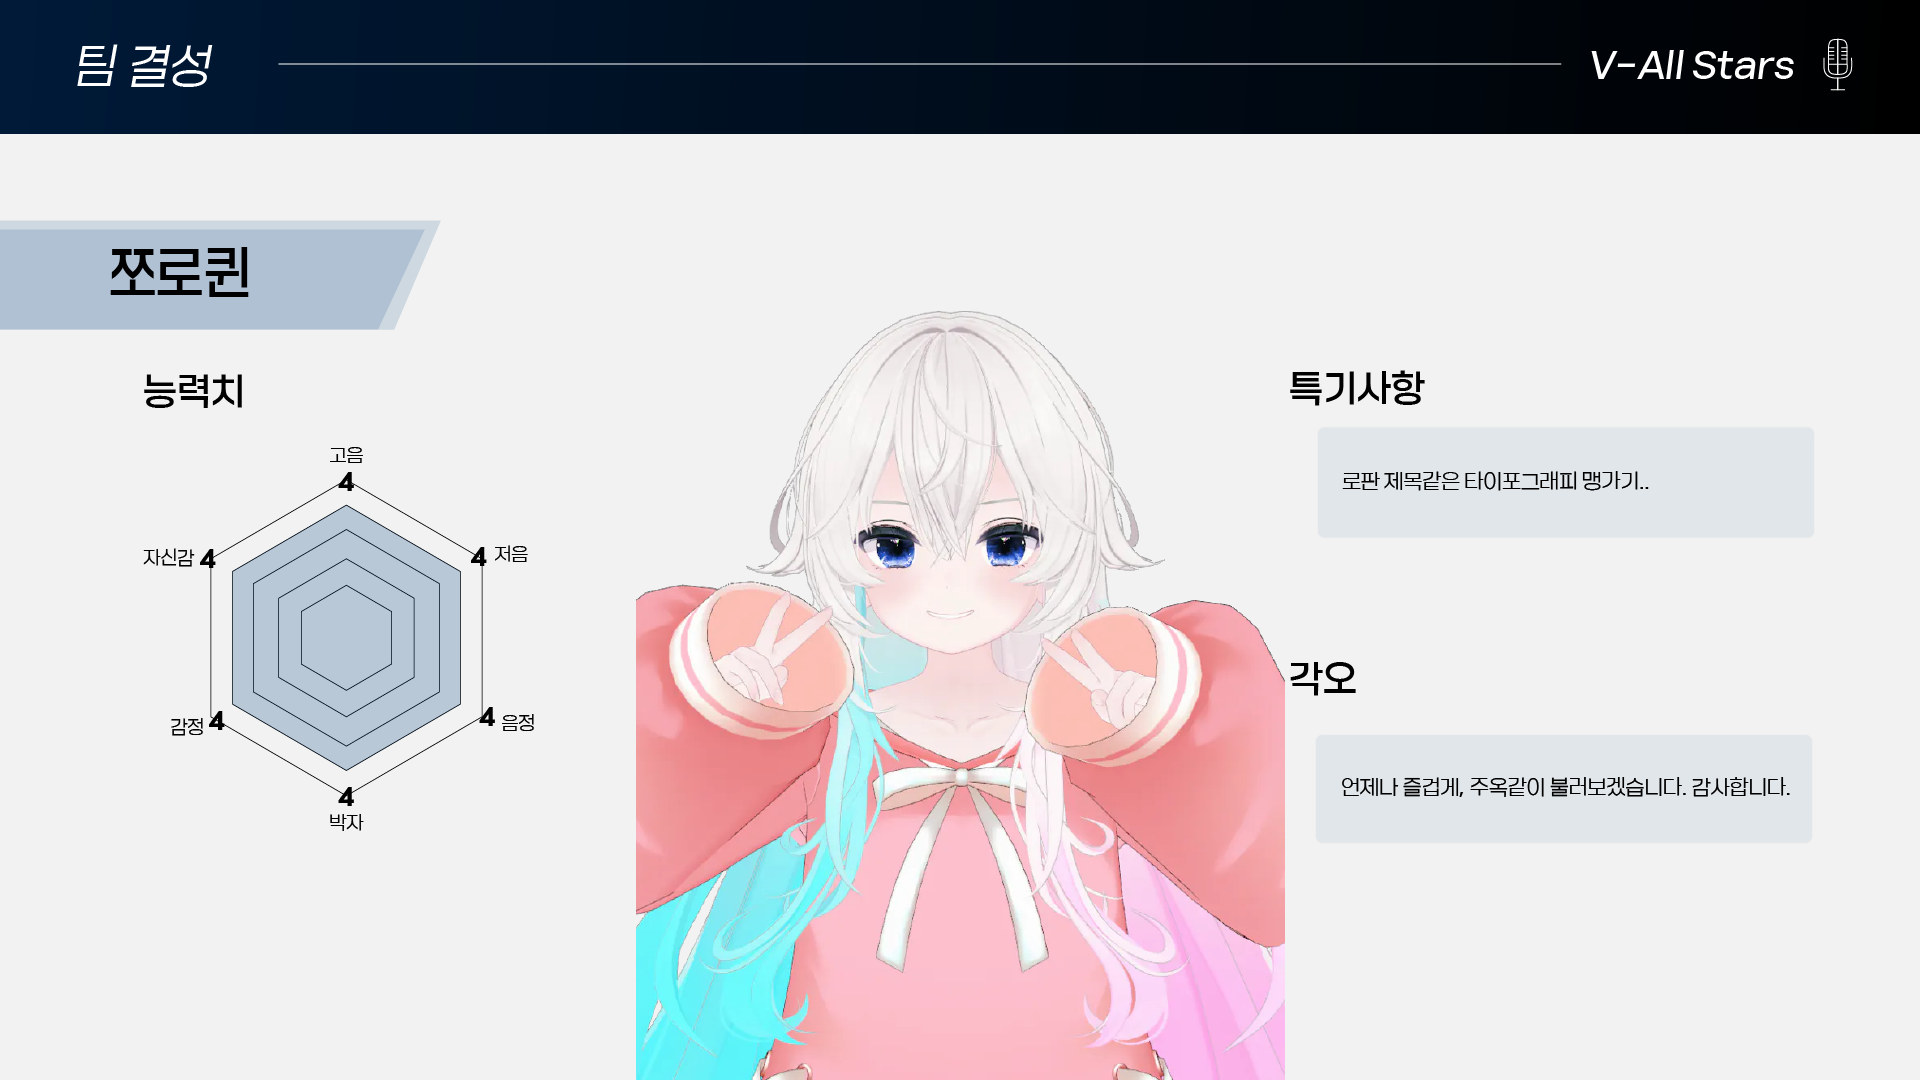 팀 결성
V-All Stars
쪼로퀸
능력치
고음
4
자신감 4
4 저음
감정 4
4 음정
4
박자
특기사항
로판 제목같은 타이포그래피 맹가기..
각오
언제나 즐겁게, 주옥같이 불러보겠습니다. 감사합니다.